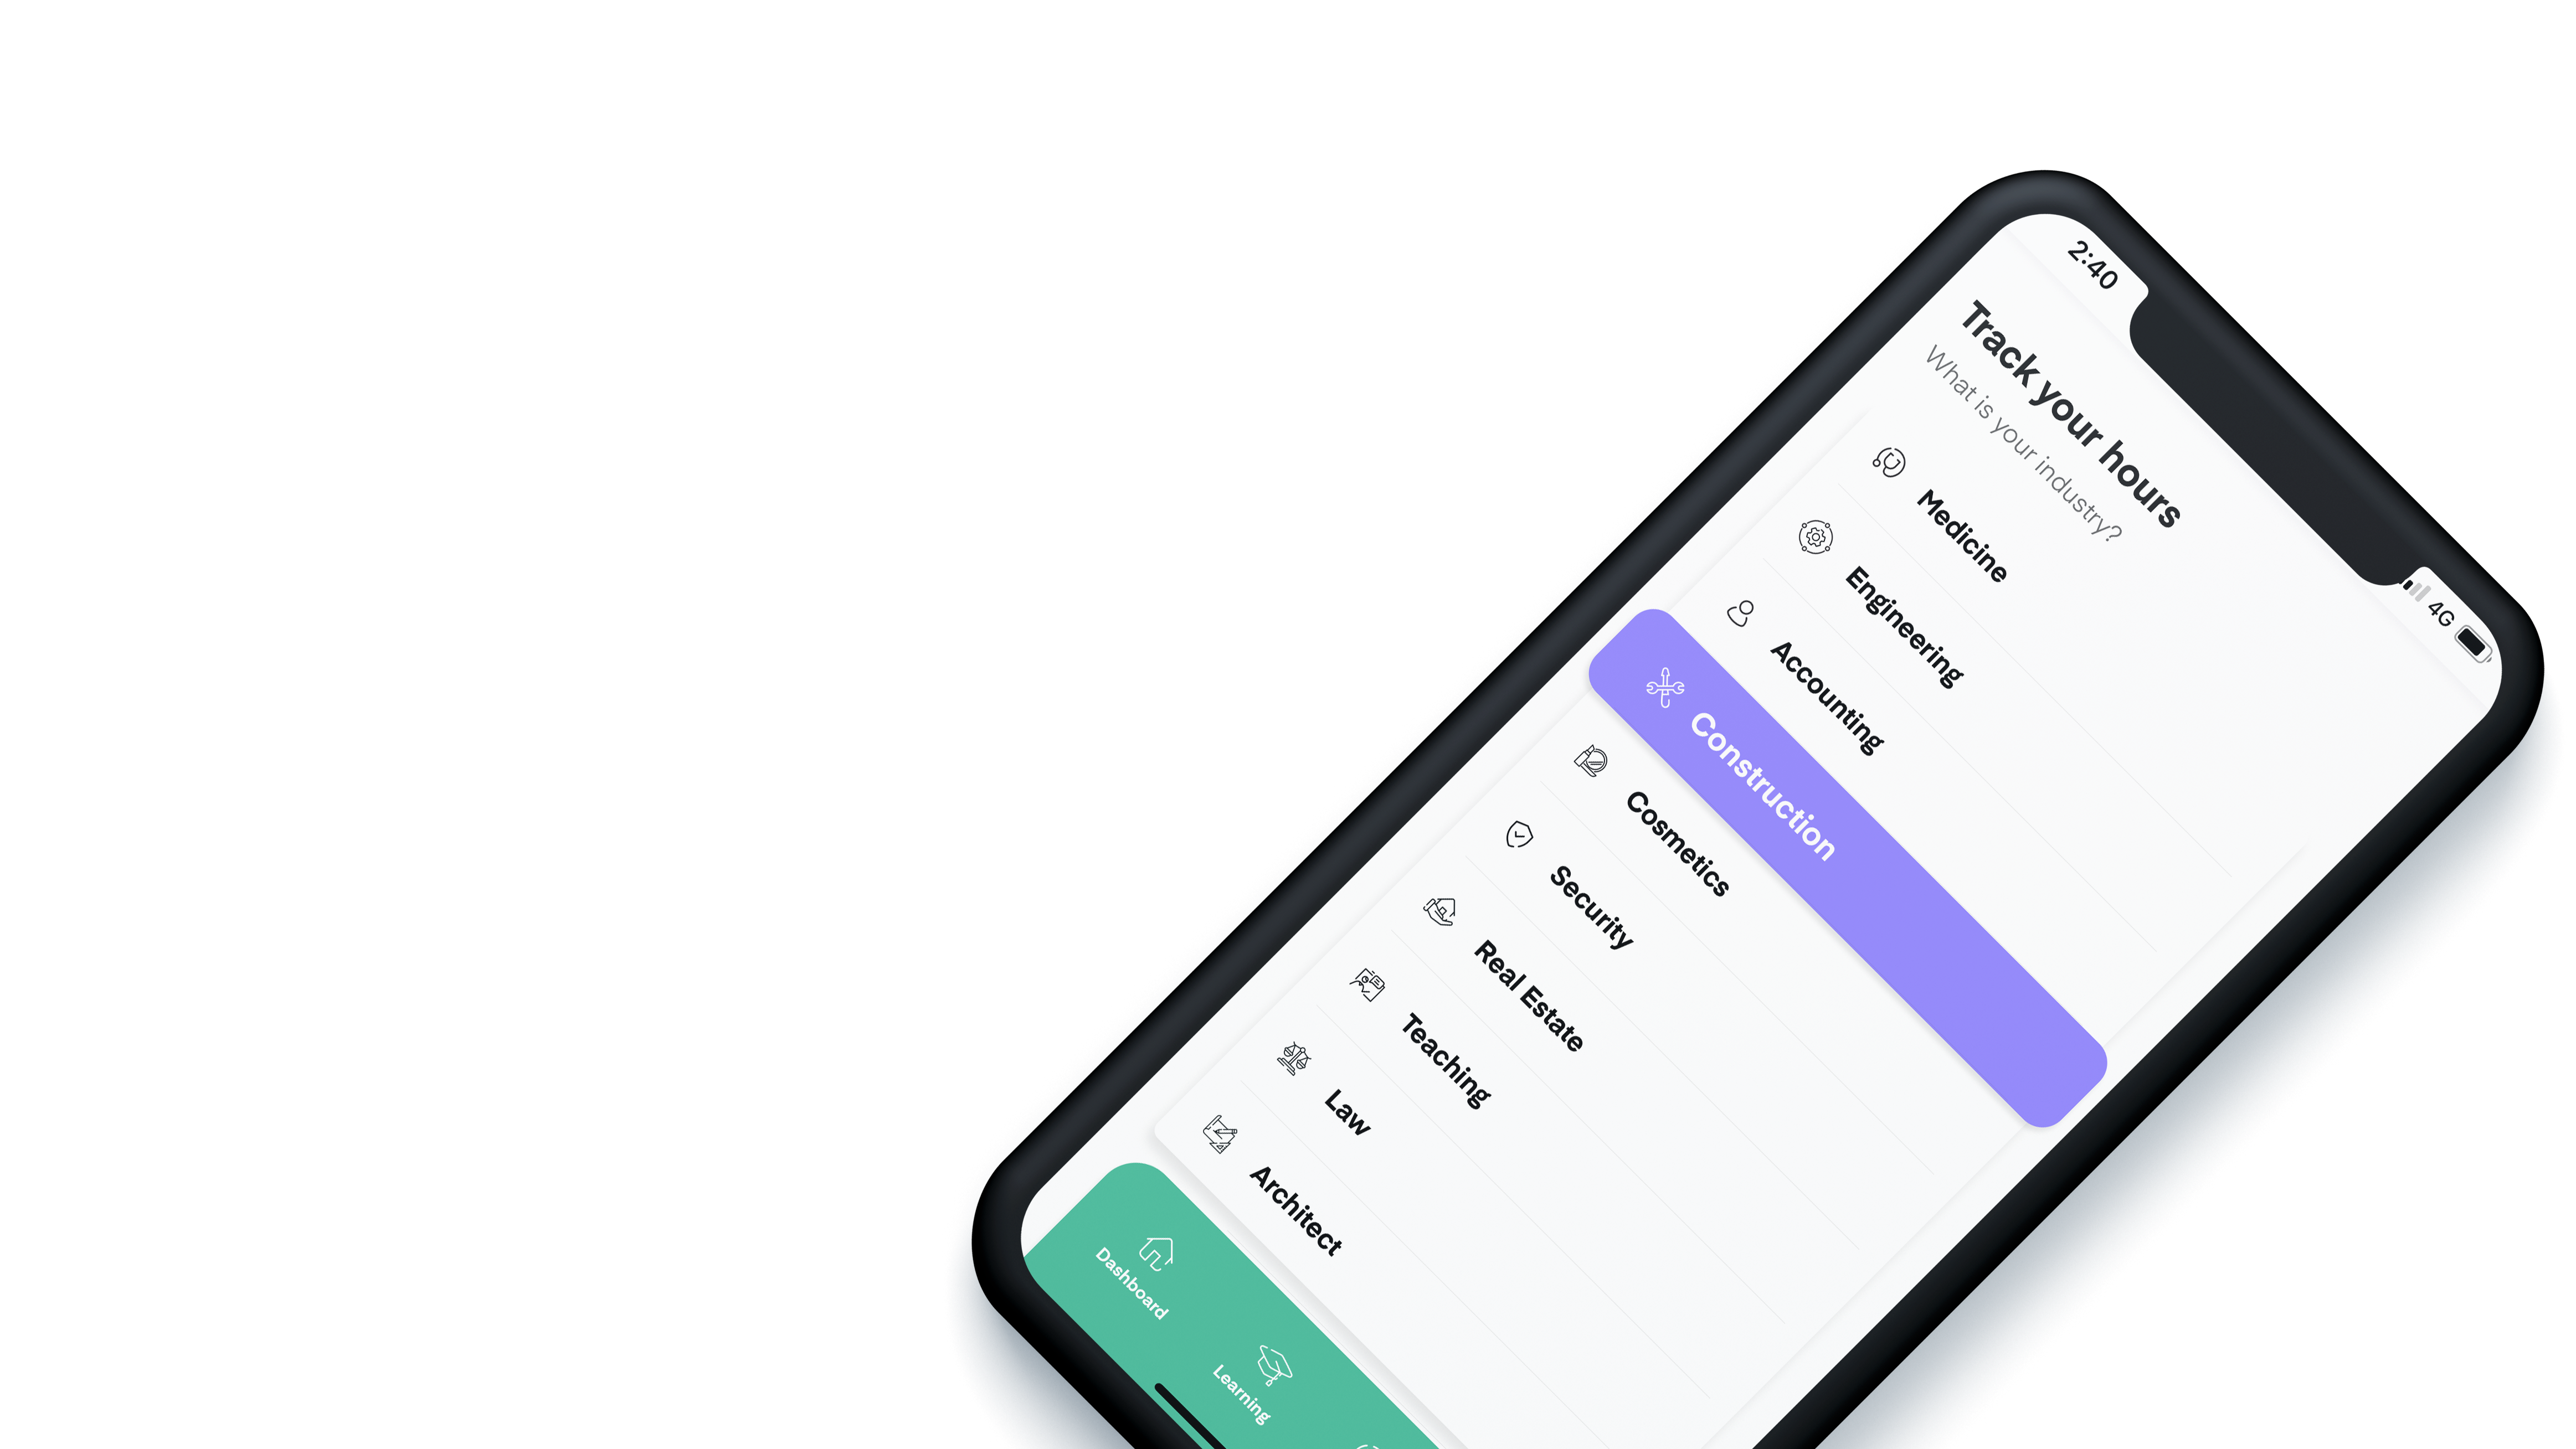 2:40
4G
Track your hours
What is your industry?
Medicine
Engineering
Accounting
Construction
Cosmetics
Security
Real Estate
Teaching
Law
Architect
Dashboard
Learning